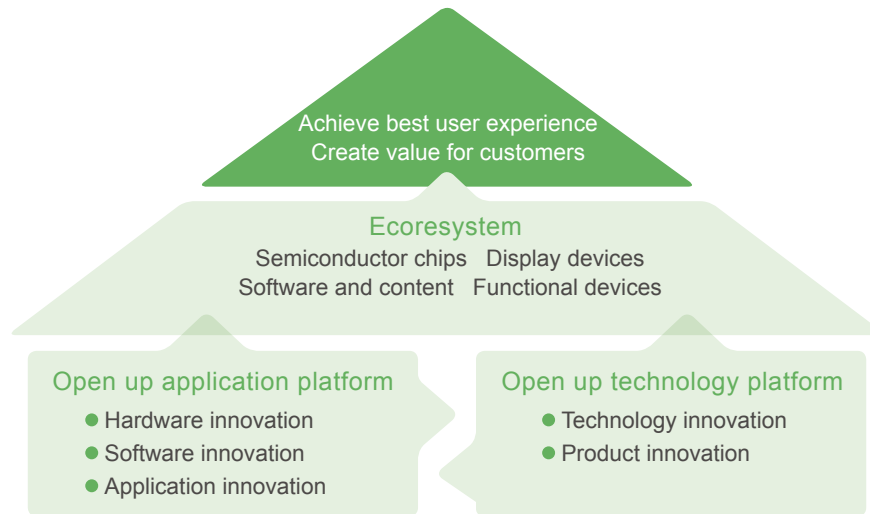 Achieve best user experience
Create value for customers
Ecoresystem
Semiconductor chips Display devices
Software and content Functional devices
Open up application platform
Hardware innovation
Software innovation
Application innovation
Open up technology platform
Technology innovation
Product innovation